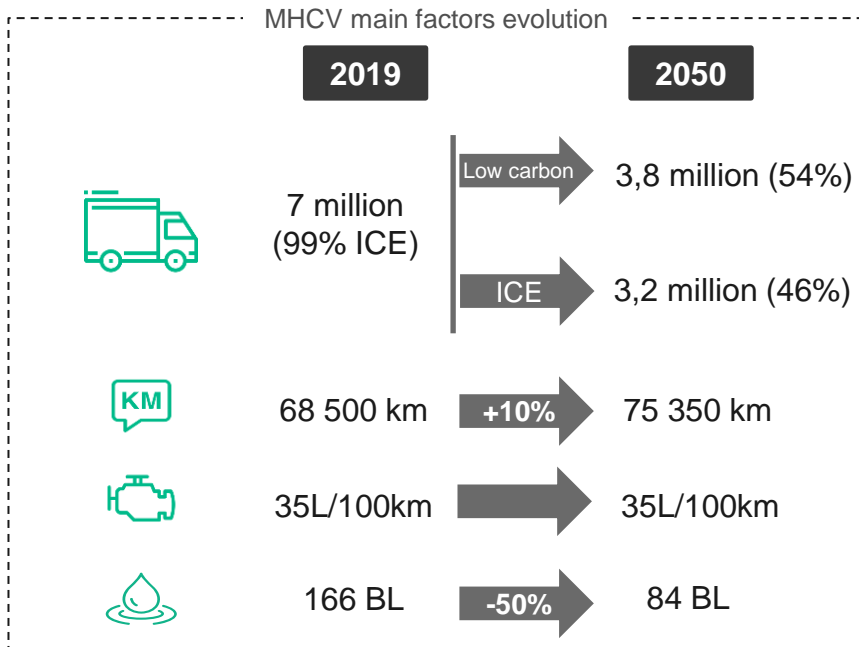 MHCV main factors evolution
2019
2050
Low carbon
3,8 million (54%)
7 million
(99% ICE)
ICE
3,2 million (46%)
KM
68 500 km
+10%
75 350 km
35L/100km
35L/100km
166 BL
-50%
84 BL